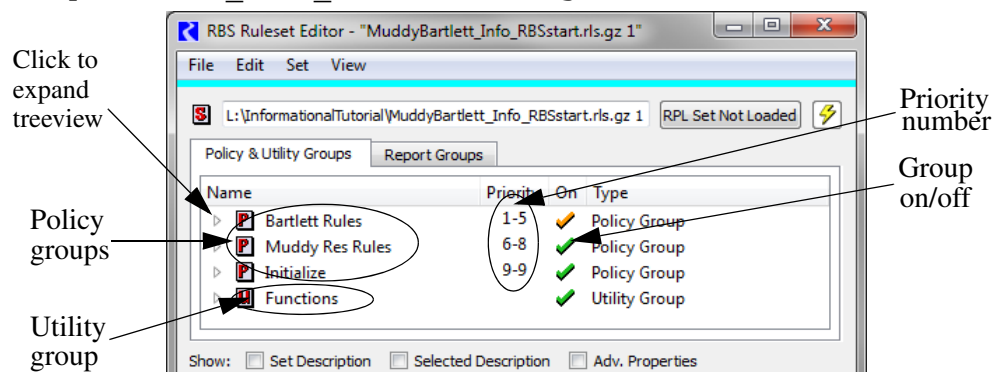 RBS Ruleset Editor - "MuddyBartlett_Info_RBSstart.rls.gz 1"
Click to
expand
treeview
File Edit Set View
S L:\InformationalTutorial\MuddyBartlett_Info_RBSstart.rls.gz 1 RPL Set Not Loaded
Priority
number
Policy & Utility Groups Report Groups
Group
on/off
Name Priority On Type
Policy
groups
P Bartlett Rules 1-5 Policy Group
P Muddy Res Rules 6-8 Policy Group
P Initialize 9-9 Policy Group
U Functions Utility Group
Utility
group
Show: Set Description Selected Description Adv. Properties